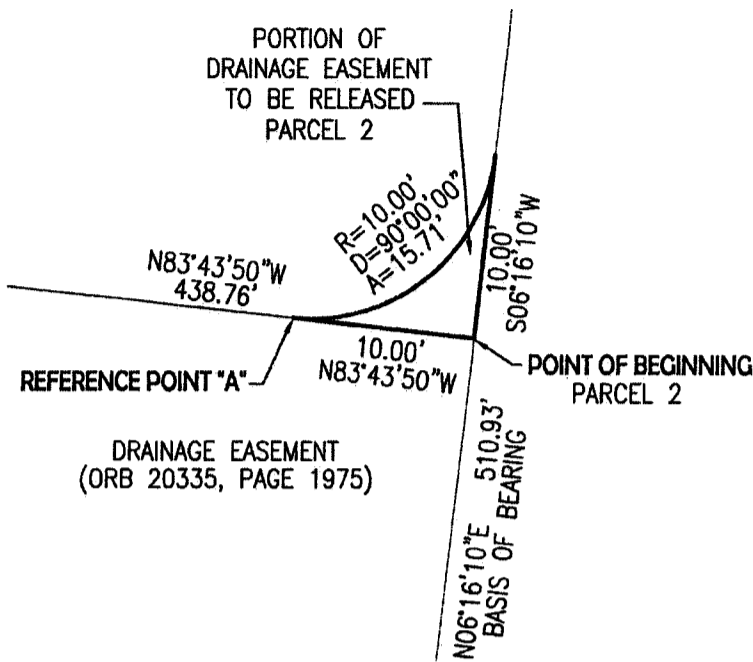 PORTION OF
DRAINAGE EASEMENT
TO BE RELEASED
PARCEL 2
R=10.00'
D=90°00'00"
A=15.71'
10.00'
S06°16'10"W
N83°43'50"W
438.76'
10.00'
N83°43'50"W
REFERENCE POINT "A"
POINT OF BEGINNING
PARCEL 2
DRAINAGE EASEMENT
(ORB 20335, PAGE 1975)
N06°16'10"E 510.93'
BASIS OF BEARING